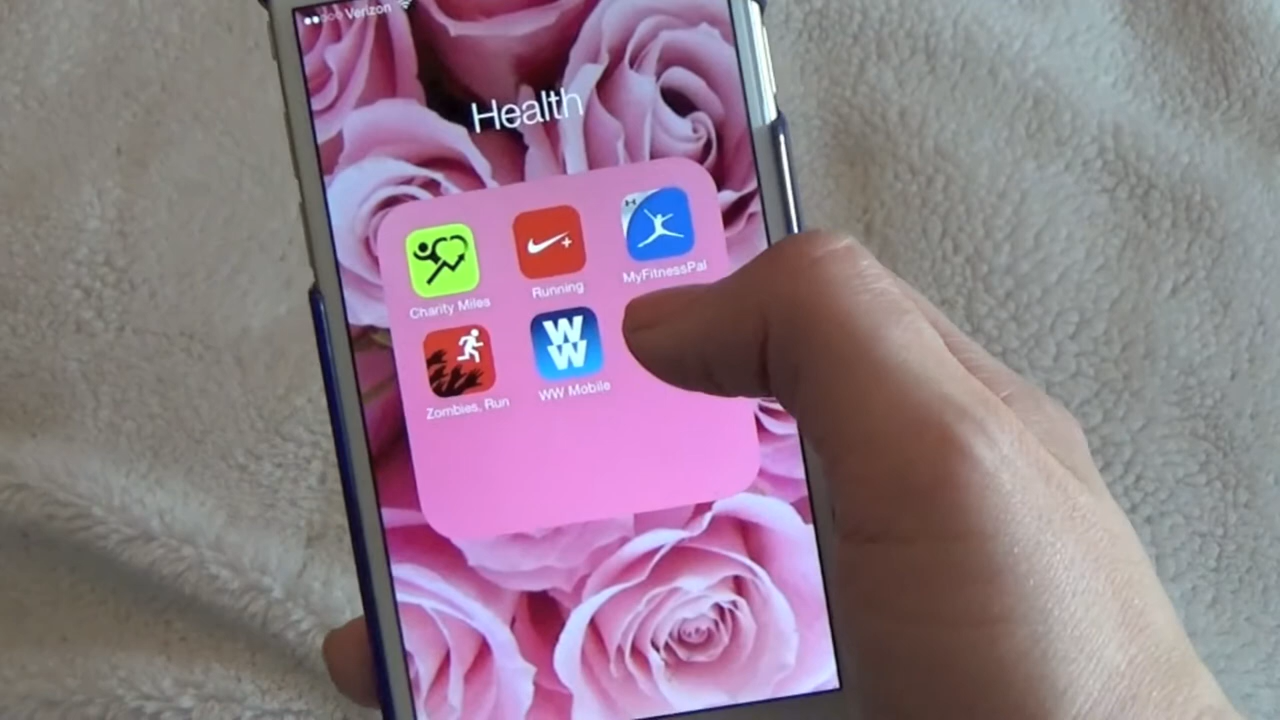 Verizon
Health
Charity Miles
Running
MyFitnessPal
Zombies, Run
W
W
WW Mobile